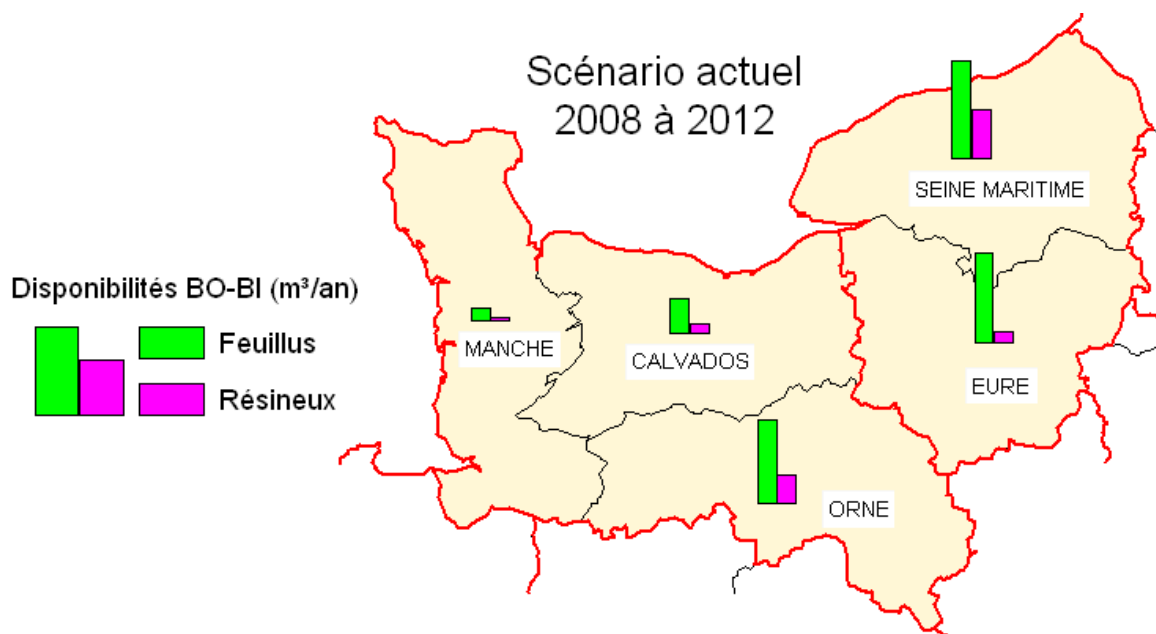 Scénario actuel
2008 à 2012
SEINE MARITIME
Disponibilités BO-BI (m³/an)
Feuillus
Résineux
MANCHE
CALVADOS
EURE
ORNE